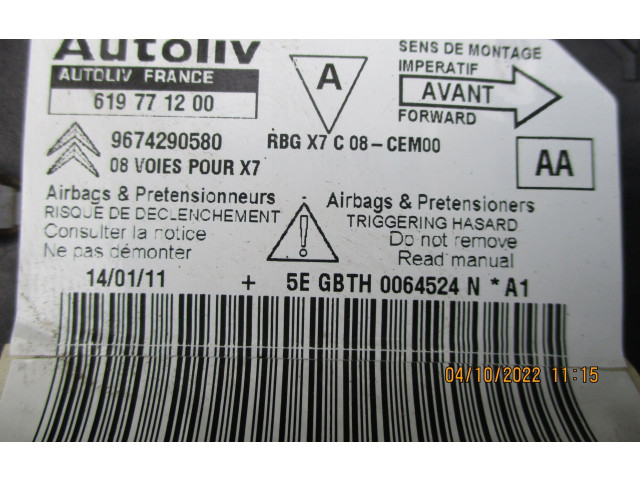 Autoliv
AUTOLIV FRANCE
619 77 12 00
A
SENS DE MONTAGE
IMPERATIF
AVANT
FORWARD
9674290580
RBG X7 C 08-CEM00
08 VOIES POUR X7
AA
Airbags & Pretensionneurs
RISQUE DE DECLENCHEMENT
Consulter la notice
Ne pas démonter
!
Airbags & Pretensioners
TRIGGERING HASARD
Do not remove
Read manual
14/01/11 + 5E GBTH 0064524 N * A1
04/10/2022 11:15